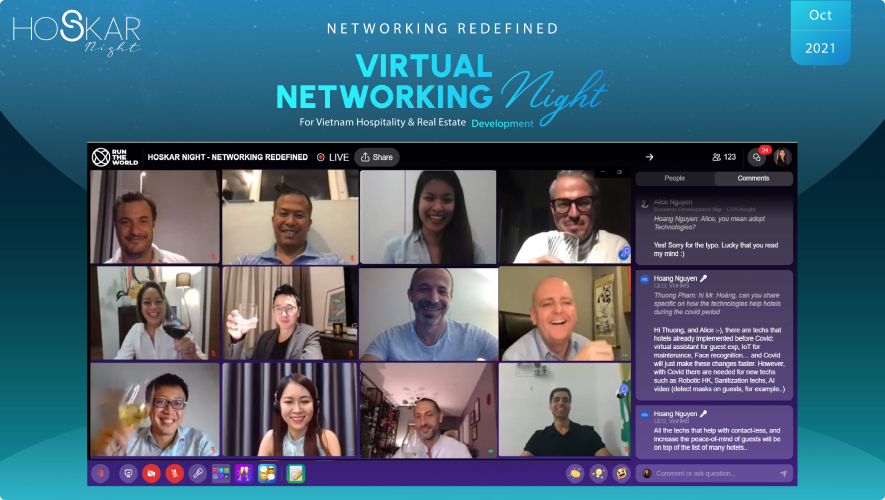 HOSKAR
Night
NETWORKING REDEFINED
Oct
2021
VIRTUAL
NETWORKING Night
For Vietnam Hospitality & Real Estate Development
RUN
THE
WORLD
HOSKAR NIGHT - NETWORKING REDEFINED
LIVE
Share
123
24
People
Comments
Alice Nguyen
Business Development Mgr
Hoang Nguyen: Alice, you mean adopt
Technologies?
Yes! Sorry for the typo. Lucky that you read
my mind :)
Hoang Nguyen
CEO, VinHMS
Thuong Pham: hi Mr. Hoàng, can you share
specific on how the technologies help hotels
during the covid period
Hi Thuong, and Alice :-), there are techs that
hotels already implemented before Covid:
virtual assistant for guest exp, IoT for
maintenance, Face recognition... and Covid
will just make these changes faster. However,
with Covid there are needed for new techs
such as Robotic HK, Sanitization techs, AI
video (detect masks on guests, for example..)
Hoang Nguyen
CEO, VinHMS
All the techs that help with contact-less, and
increase the peace-of-mind of guests will be
on top of the list of many hotels..
Comment or ask question...